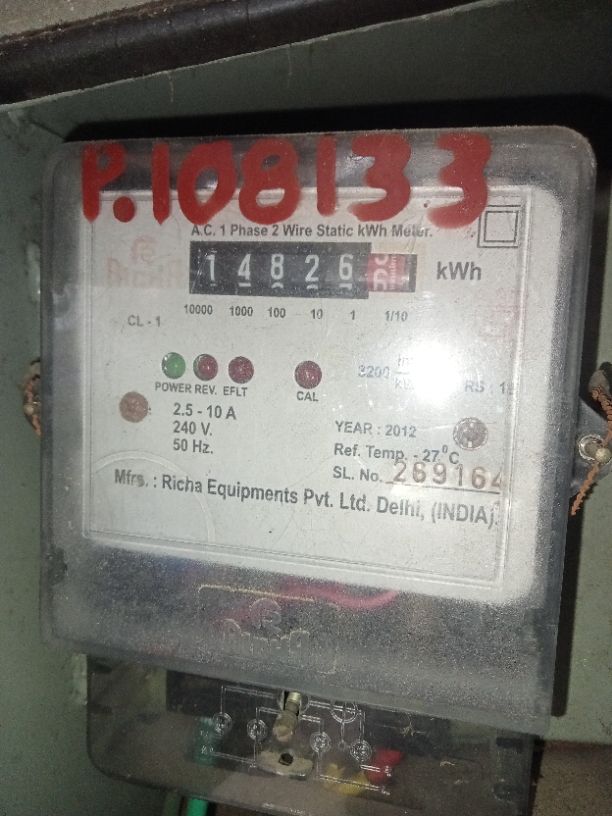 P.108133
A.C. 1 Phase 2 Wire Static kWh Meter.
14826 kWh
10000 1000 100 10 1 1/10
CL - 1
POWER REV. EFLT CAL
3200
2.5 - 10 A
240 V.
50 Hz.
YEAR : 2012
Ref. Temp. - 27°C
SL. No. 269164
Mfrs. : Richa Equipments Pvt. Ltd. Delhi, (INDIA).